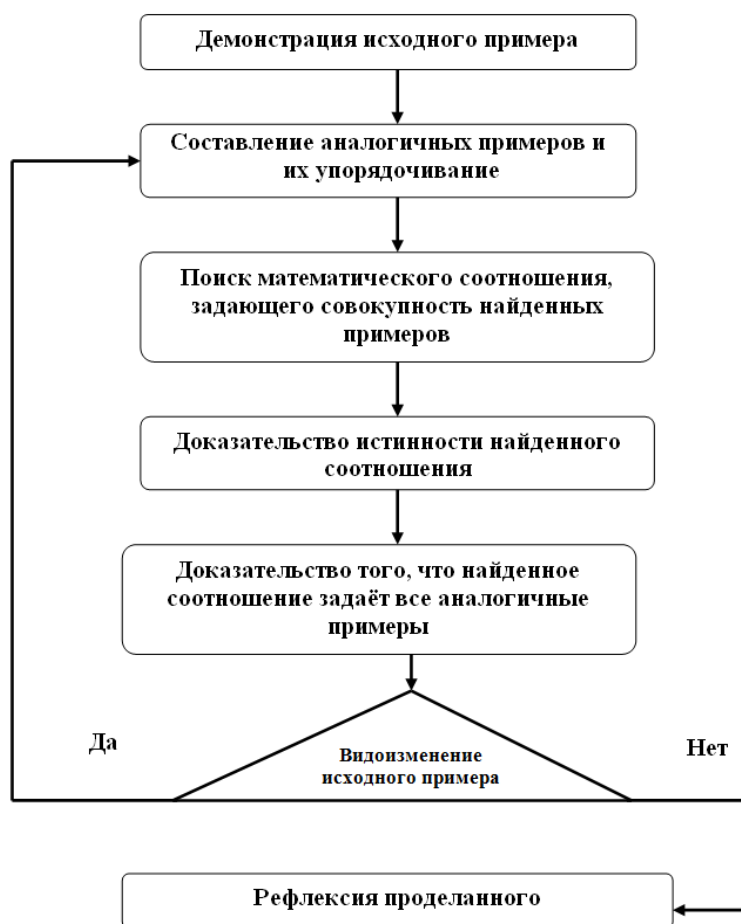 Демонстрация исходного примера
Составление аналогичных примеров и
их упорядочивание
Поиск математического соотношения,
задающего совокупность найденных
примеров
Доказательство истинности найденного
соотношения
Доказательство того, что найденное
соотношение задаёт все аналогичные
примеры
Да
Видоизменение
исходного примера
Нет
Рефлексия проделанного